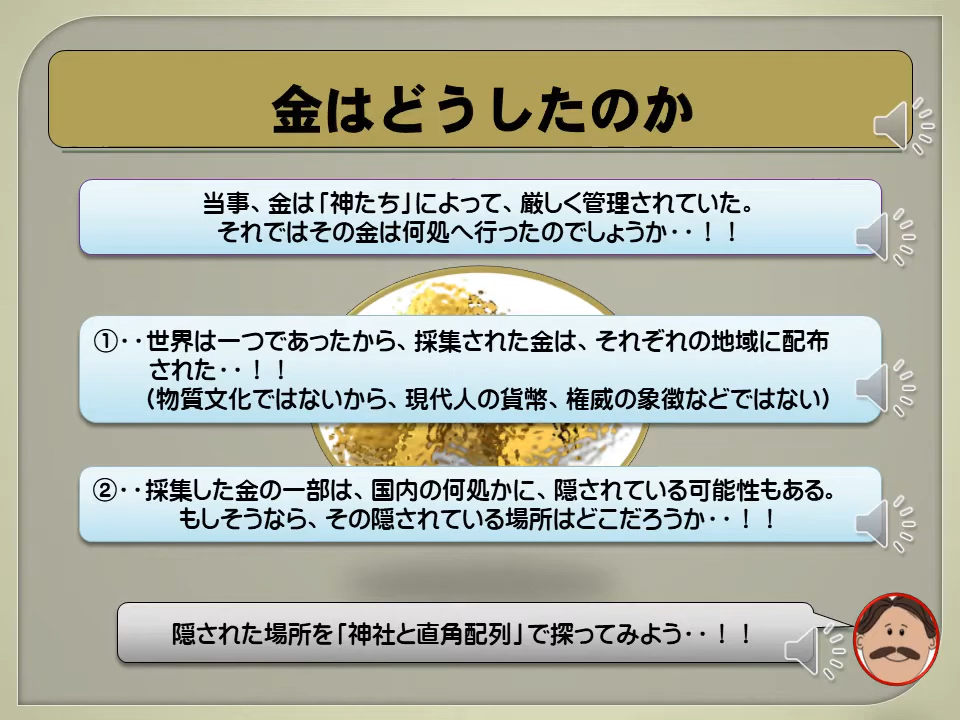 金はどうしたのか
当事、金は「神たち」によって、厳しく管理されていた。
それではその金は何処へ行ったのでしょうか‥！！
①‥世界は一つであったから、採集された金は、それぞれの地域に配布
された‥！！
（物質文化ではないから、現代人の貨幣、権威の象徴などではない）
②‥採集した金の一部は、国内の何処かに、隠されている可能性もある。
もしそうなら、その隠されている場所はどこだろうか‥！！
隠された場所を「神社と直角配列」で探ってみよう‥！！